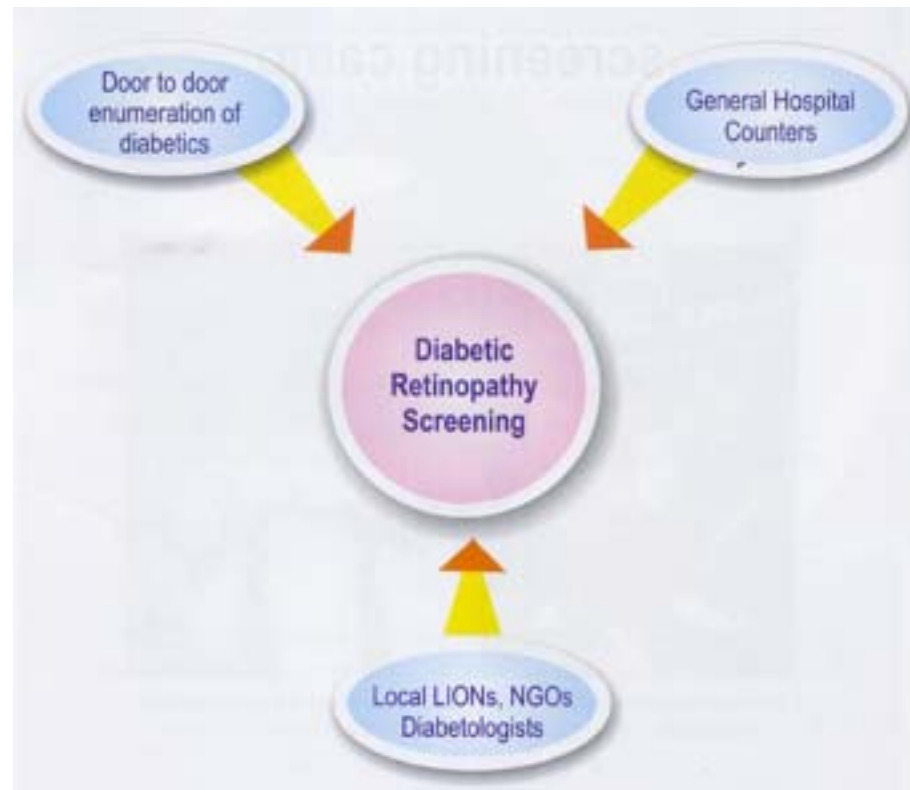 Door to door
enumeration of
diabetics
General Hospital
Counters
Diabetic
Retinopathy
Screening
Local LIONs, NGOs
Diabetologists